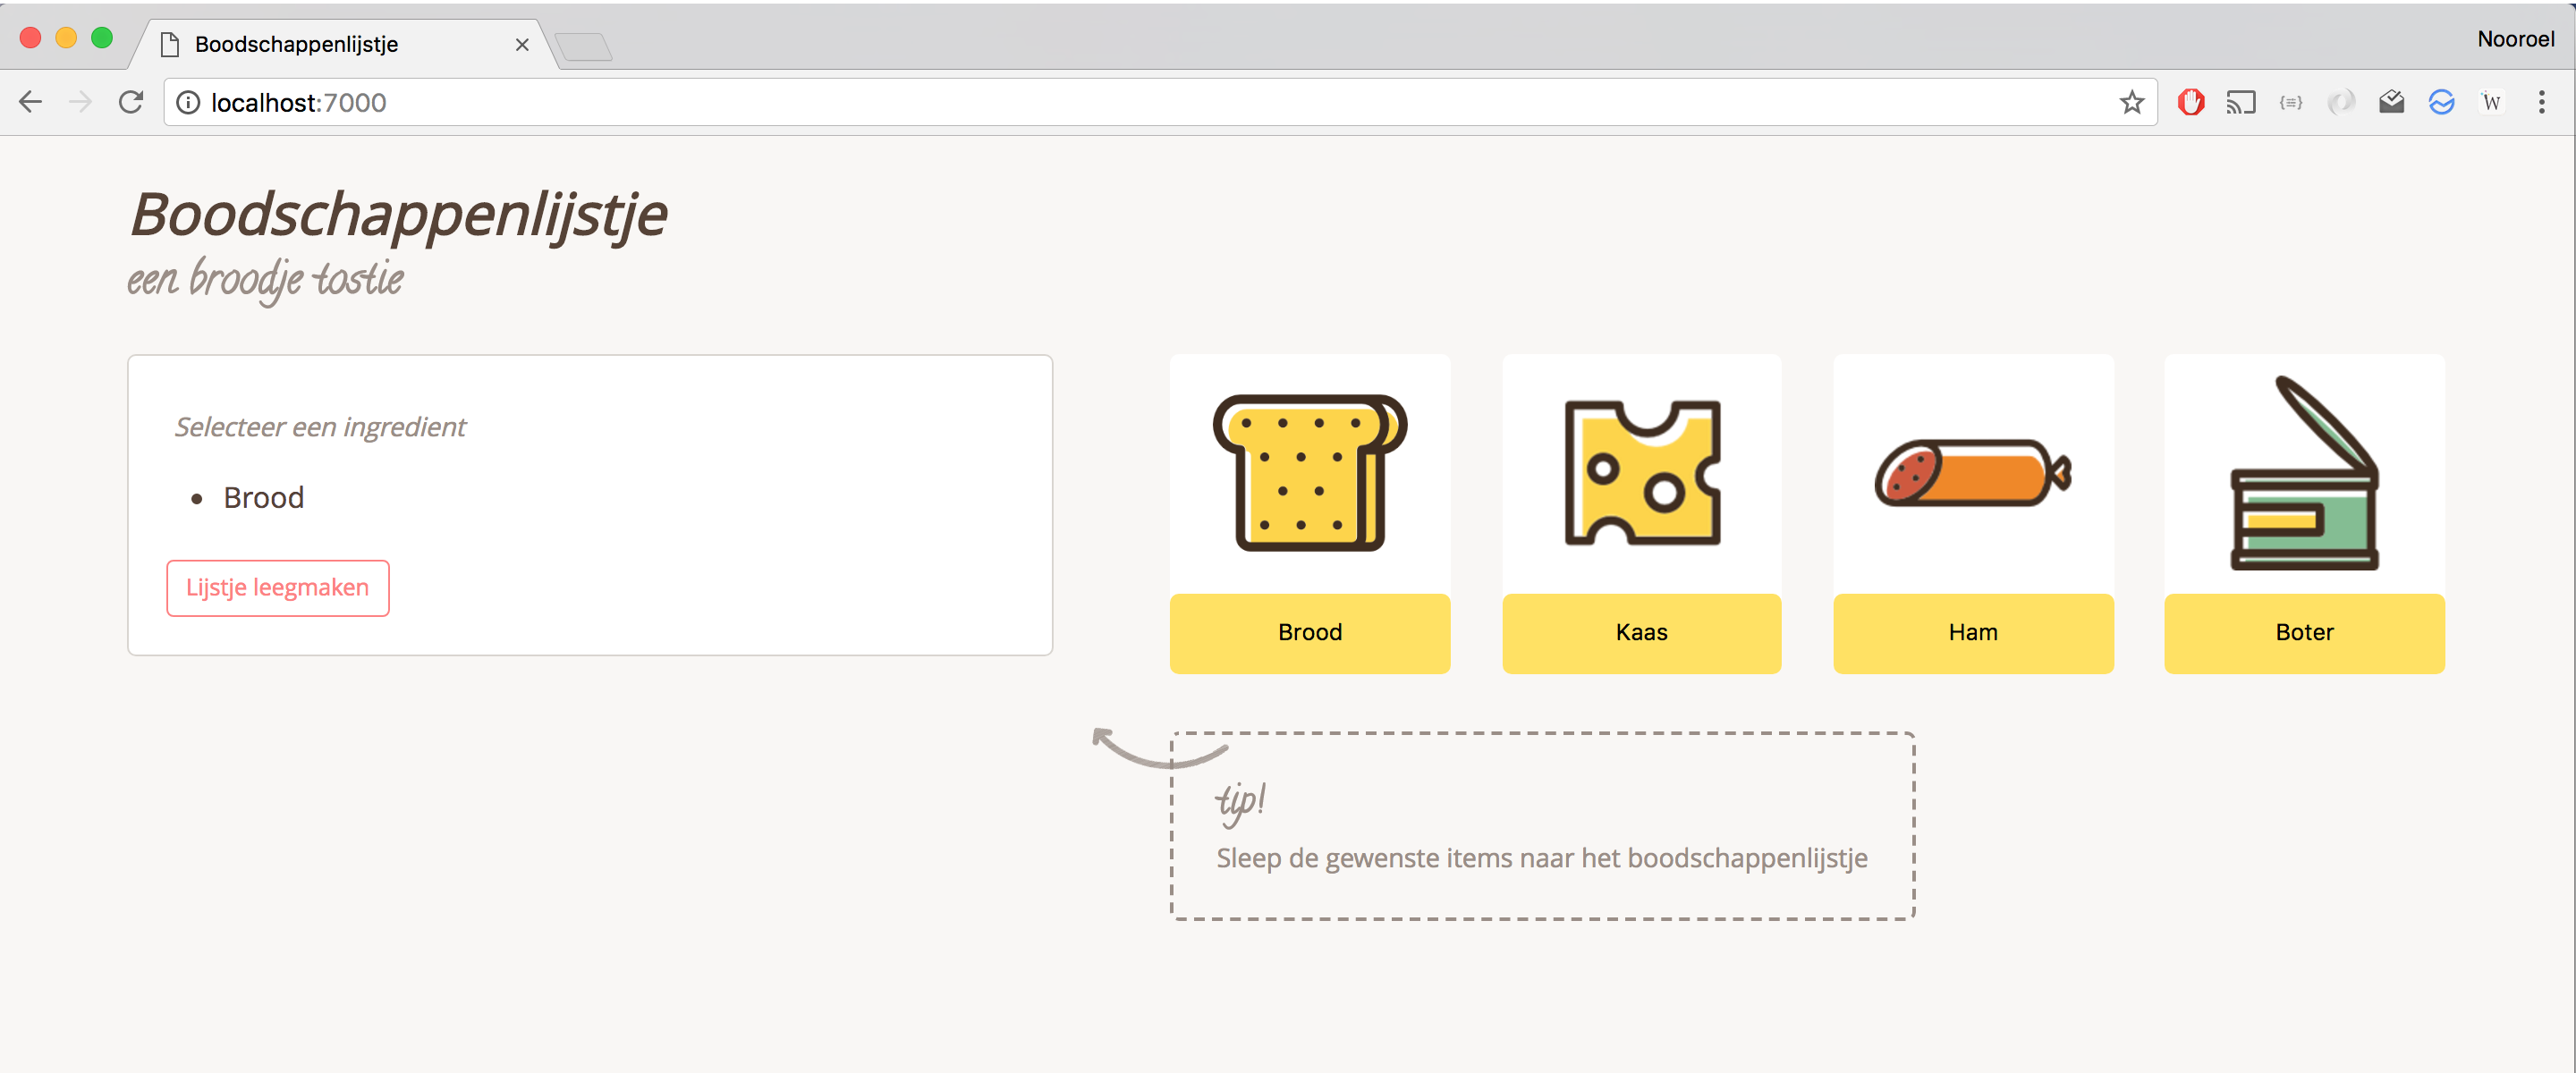 Boodschappenlijstje
Nooroel
localhost:7000
W
Boodschappenlijstje
een broodje tostie
Selecteer een ingredient
Brood
Lijstje leegmaken
Brood
Kaas
Ham
Boter
tip!
Sleep de gewenste items naar het boodschappenlijstje